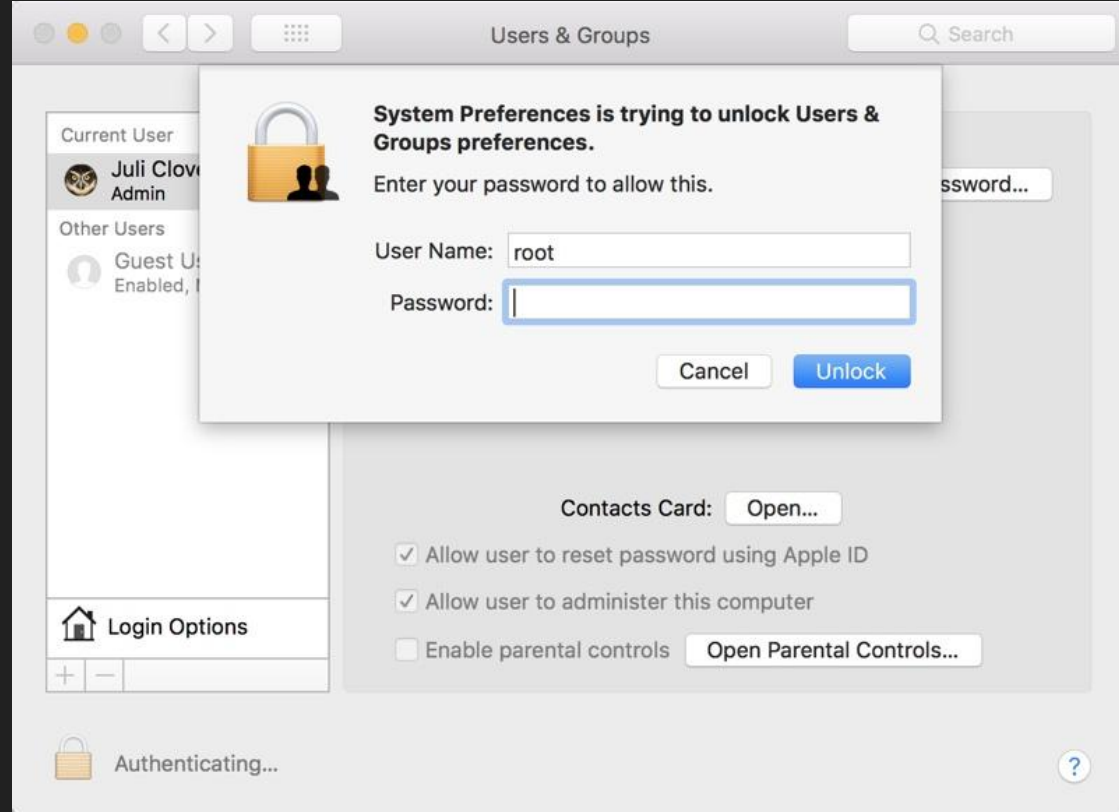 Users & Groups
Search
System Preferences is trying to unlock Users &
Groups preferences.
Enter your password to allow this.
User Name: root
Password:
Cancel
Unlock
Current User
Juli
Admin
Other Users
Guest
Enabled,
Login Options
+ −
Contacts Card: Open...
Allow user to reset password using Apple ID
Allow user to administer this computer
Enable parental controls Open Parental Controls...
Authenticating...
?